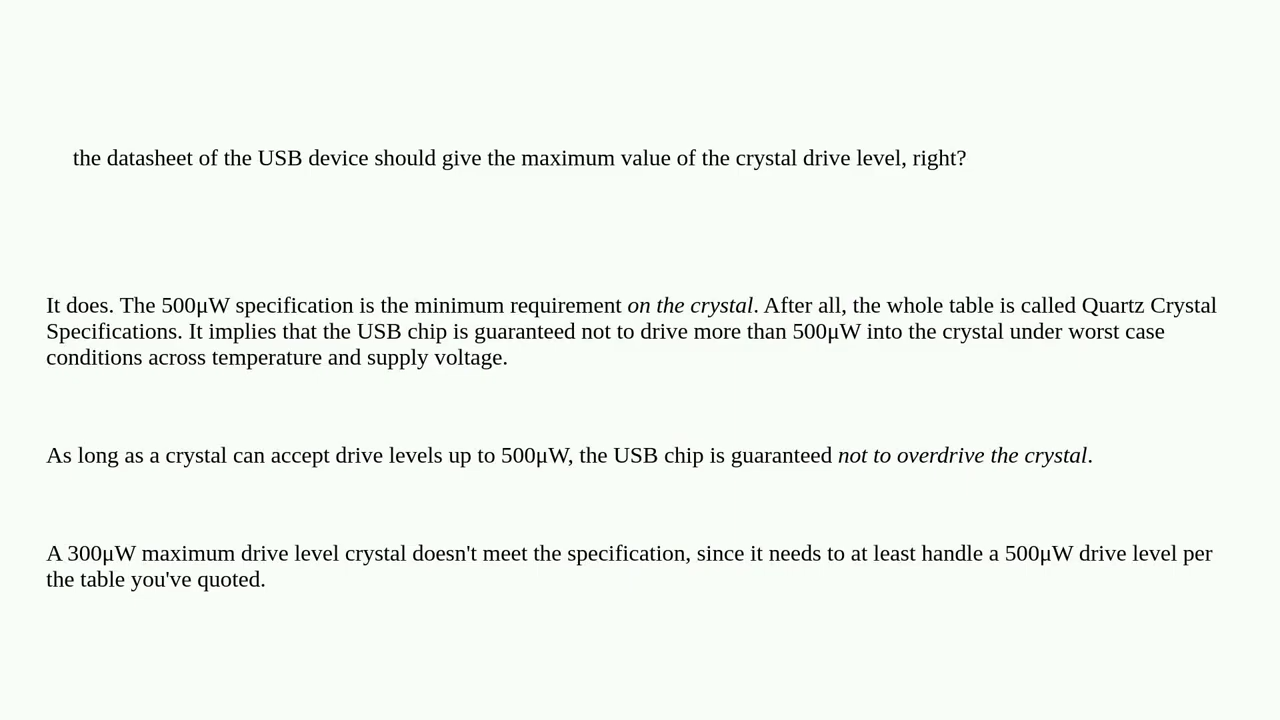 the datasheet of the USB device should give the maximum value of the crystal drive level, right?
It does. The 500μW specification is the minimum requirement on the crystal. After all, the whole table is called Quartz Crystal
Specifications. It implies that the USB chip is guaranteed not to drive more than 500μW into the crystal under worst case
conditions across temperature and supply voltage.
As long as a crystal can accept drive levels up to 500μW, the USB chip is guaranteed not to overdrive the crystal.
A 300μW maximum drive level crystal doesn't meet the specification, since it needs to at least handle a 500μW drive level per
the table you've quoted.